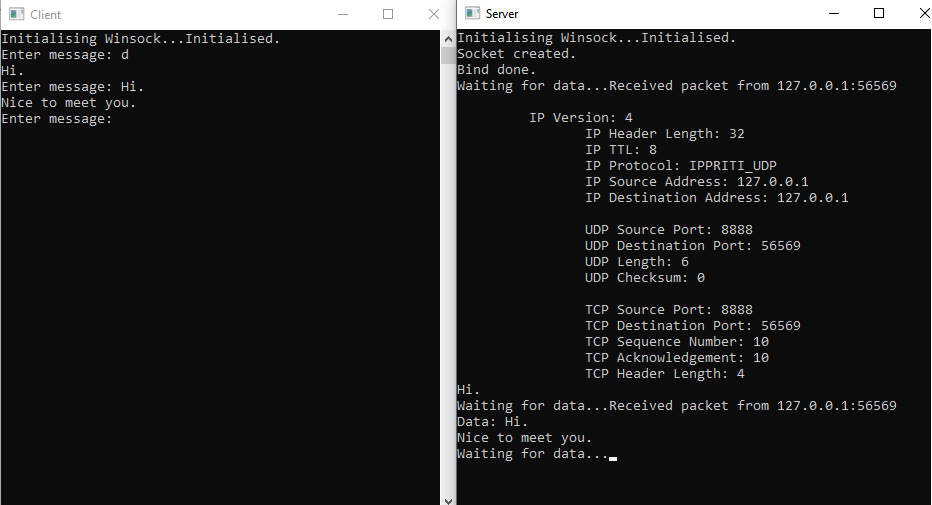 Client
Initialising Winsock...Initialised.
Enter message: d
Hi.
Enter message: Hi.
Nice to meet you.
Enter message:
Server
Initialising Winsock...Initialised.
Socket created.
Bind done.
Waiting for data...Received packet from 127.0.0.1:56569
IP Version: 4
IP Header Length: 32
IP TTL: 8
IP Protocol: IPPRITI_UDP
IP Source Address: 127.0.0.1
IP Destination Address: 127.0.0.1
UDP Source Port: 8888
UDP Destination Port: 56569
UDP Length: 6
UDP Checksum: 0
TCP Source Port: 8888
TCP Destination Port: 56569
TCP Sequence Number: 10
TCP Acknowledgement: 10
TCP Header Length: 4
Hi.
Waiting for data...Received packet from 127.0.0.1:56569
Data: Hi.
Nice to meet you.
Waiting for data...